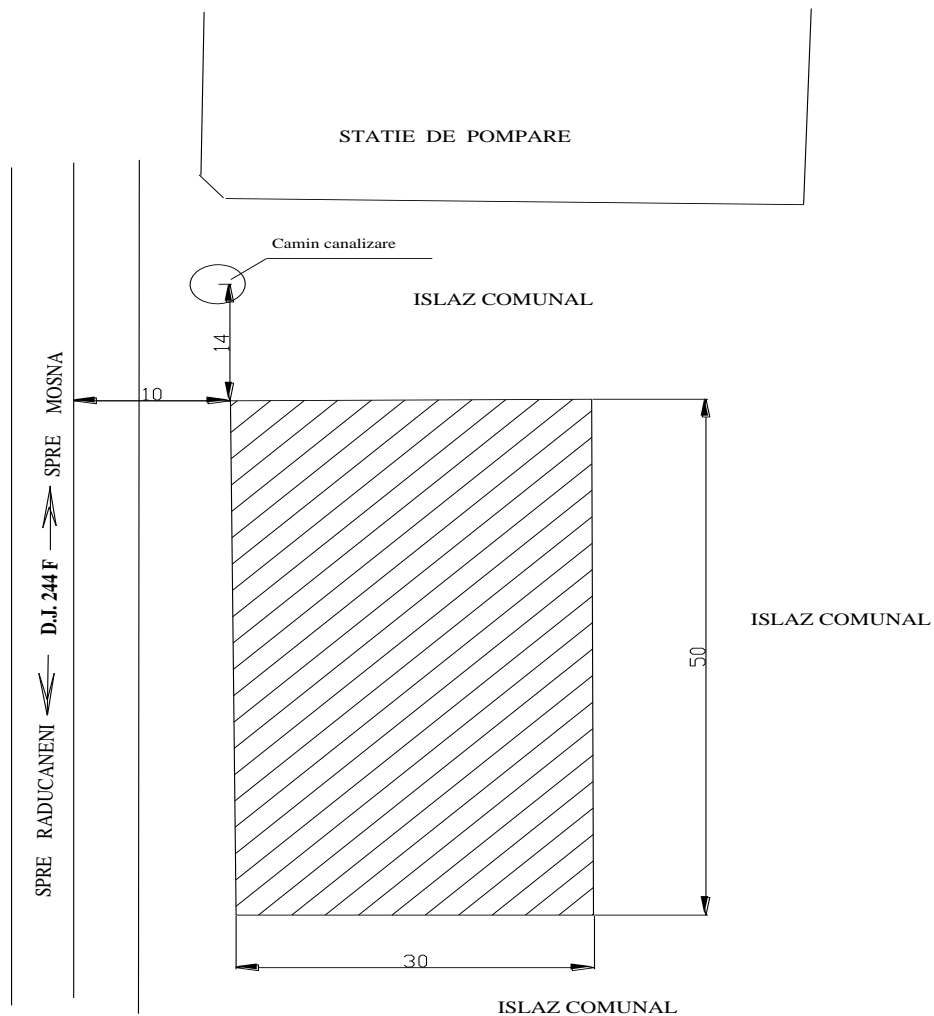 STATIE DE POMPARE
Camin canalizare
ISLAZ COMUNAL
14
10
SPRE RADUCANENI D.J. 244 F SPRE MOSNA
ISLAZ COMUNAL
50
30
ISLAZ COMUNAL